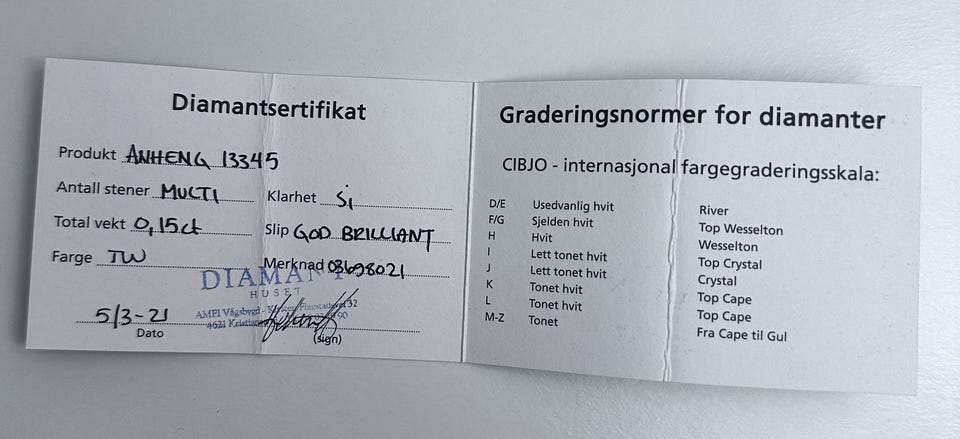 Diamantsertifikat
Produkt ANHENG 13345
Antall stener MULTI Klarhet Si
Total vekt 0,15ct Slip GOD BRILLIANT
Farge TW Merknad 03698021
DIAMANT
HUSET
AMFI Vågsbygd - 32
4621 90
5/3-21
Dato (sign)
Graderingsnormer for diamanter
CIBJO - internasjonal fargegraderingsskala:
D/E Usedvanlig hvit River
F/G Sjelden hvit Top Wesselton
H Hvit Wesselton
I Lett tonet hvit Top Crystal
J Lett tonet hvit Crystal
K Tonet hvit Top Cape
L Tonet hvit Top Cape
M-Z Tonet Fra Cape til Gul